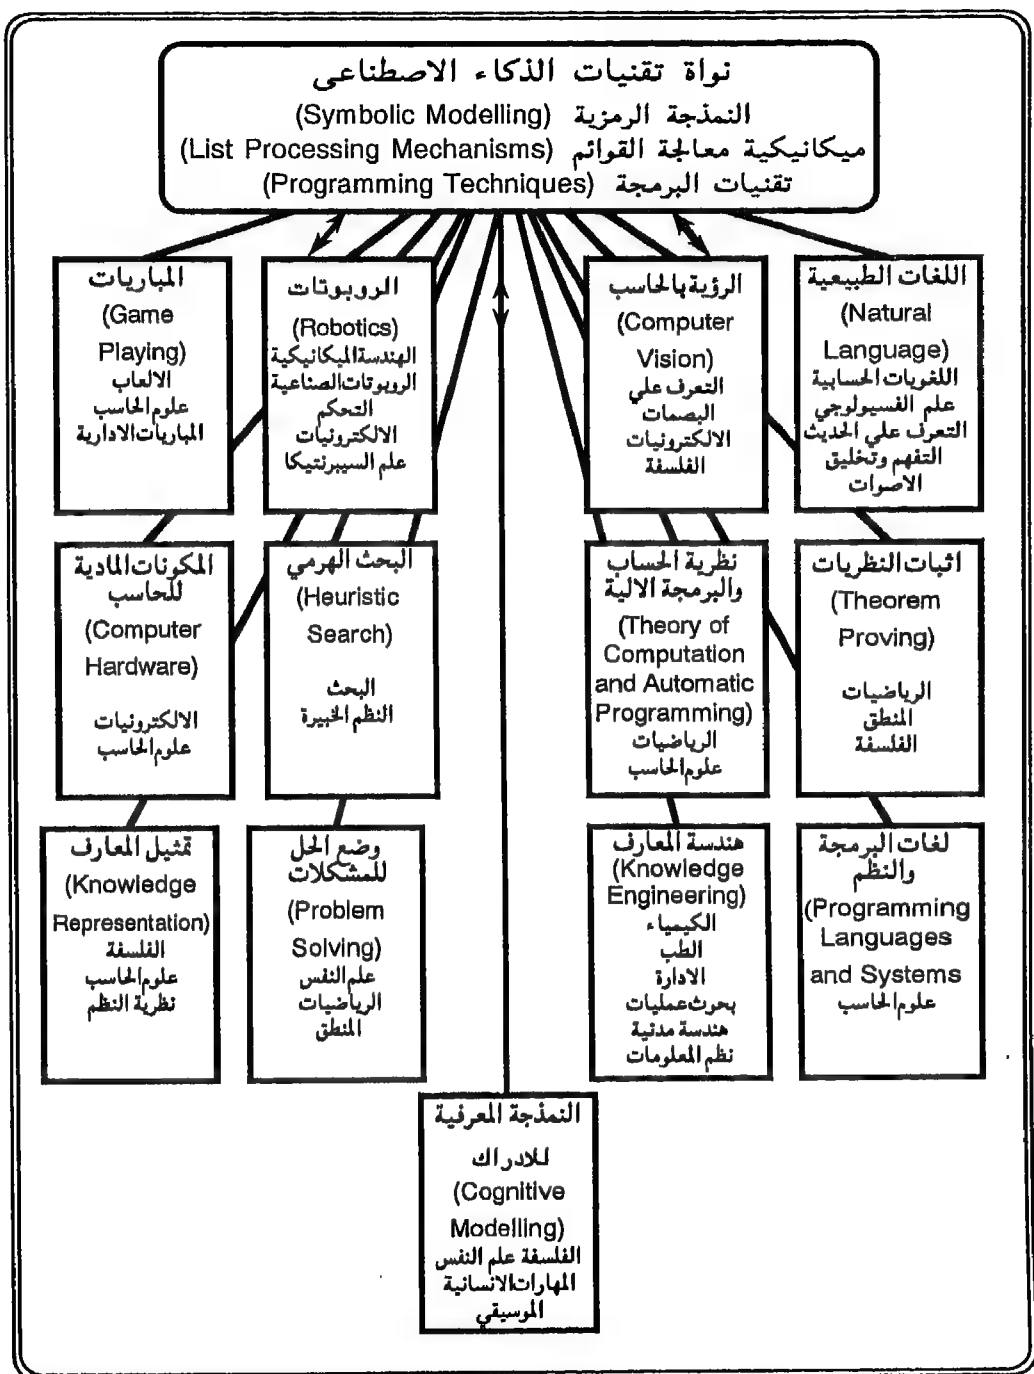 نواة تقنيات الذكاء الاصطناعى
النمذجة الرمزية (Symbolic Modelling)
ميكانيكية معالجة القوائم (List Processing Mechanisms)
تقنيات البرمجة (Programming Techniques)
اللغات الطبيعية
(Natural
Language)
اللغويات الحسابية
علم الفسيولوجي
التعرف علي الحديث
التفهم وتخليق
الاصوات
الرؤية بالحاسب
(Computer
Vision)
التعرف علي
البصمات
الالكترونيات
الفلسفة
الروبوتات
(Robotics)
الهندسة الميكانيكية
الروبوتات الصناعية
التحكم
الالكترونيات
علم السيبرنتيكا
المباريات
(Game
Playing)
الالعاب
علوم الحاسب
المباريات الادارية
اثبات النظريات
(Theorem
Proving)
الرياضيات
المنطق
الفلسفة
نظرية الحساب
والبرمجة الالية
(Theory of
Computation
and Automatic
Programming)
الرياضيات
علوم الحاسب
البحث الهرمي
(Heuristic
Search)
البحث
النظم الخبيرة
المكونات المادية
للحاسب
(Computer
Hardware)
الالكترونيات
علوم الحاسب
لغات البرمجة
والنظم
(Programming
Languages
and Systems
علوم الحاسب
هندسة المعارف
(Knowledge
Engineering)
الكيمياء
الطب
الادارة
بحوث عمليات
هندسة مدنية
نظم المعلومات
وضع الحل
للمشكلات
(Problem
Solving)
علم النفس
الرياضيات
المنطق
تمثيل المعارف
(Knowledge
Representation)
الفلسفة
علوم الحاسب
نظرية النظم
النمذجة المعرفية
للادراك
(Cognitive
Modelling)
الفلسفة علم النفس
المهارات الانسانية
الموسيقي